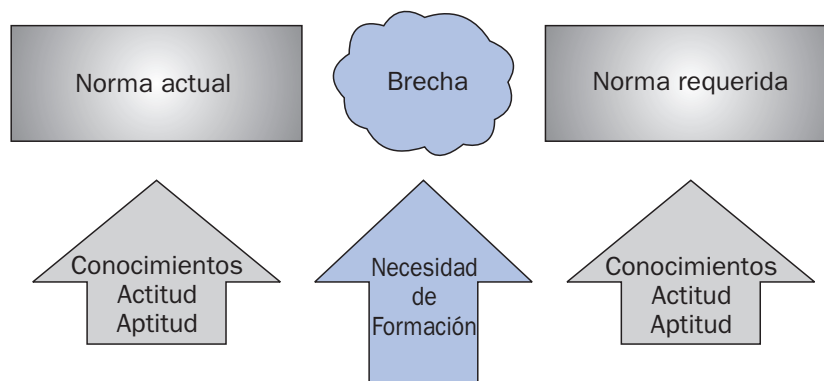 Norma actual
Brecha
Norma requerida
Conocimientos
Actitud
Aptitud
Necesidad
de
Formación
Conocimientos
Actitud
Aptitud